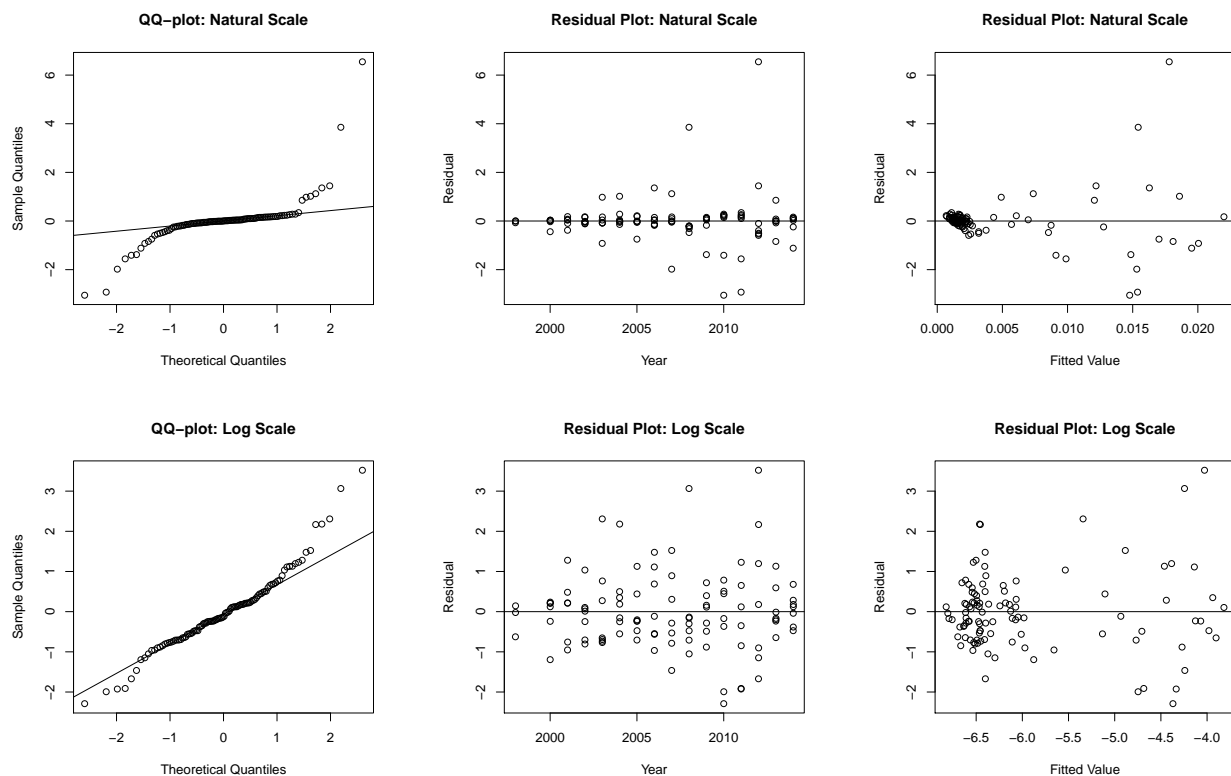 QQ−plot: Natural Scale
Sample Quantiles
6
4
2
0
−2
−2 −1 0 1 2
Theoretical Quantiles
Residual Plot: Natural Scale
Residual
6
4
2
0
−2
2000 2005 2010
Year
Residual Plot: Natural Scale
Residual
6
4
2
0
−2
0.000 0.005 0.010 0.015 0.020
Fitted Value
QQ−plot: Log Scale
Sample Quantiles
3
2
1
0
−1
−2
−2 −1 0 1 2
Theoretical Quantiles
Residual Plot: Log Scale
Residual
3
2
1
0
−1
−2
2000 2005 2010
Year
Residual Plot: Log Scale
Residual
3
2
1
0
−1
−2
−6.5 −6.0 −5.5 −5.0 −4.5 −4.0
Fitted Value